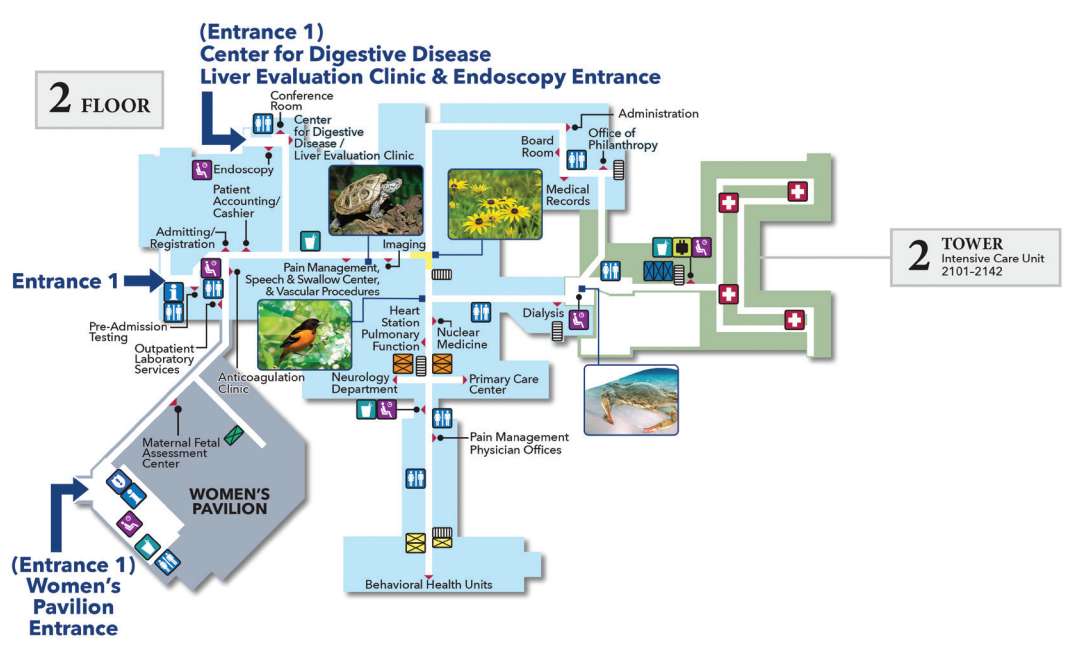 (Entrance 1)
Center for Digestive Disease
Liver Evaluation Clinic & Endoscopy Entrance
2 FLOOR
Conference
Room
Center
for Digestive
Disease /
Liver Evaluation Clinic
Endoscopy
Patient
Accounting/
Cashier
Admitting/
Registration
Administration
Office of
Philanthropy
Board
Room
Medical
Records
Imaging
Pain Management,
Speech & Swallow Center,
& Vascular Procedures
2 TOWER
Intensive Care Unit
2101-2142
Entrance 1
Pre-Admission
Testing
Outpatient
Laboratory
Services
Anticoagulation
Clinic
Heart
Station
Pulmonary
Function
Nuclear
Medicine
Dialysis
Neurology
Department
Primary Care
Center
Pain Management
Physician Offices
Maternal Fetal
Assessment
Center
WOMEN'S
PAVILION
Behavioral Health Units
(Entrance 1)
Women's
Pavilion
Entrance